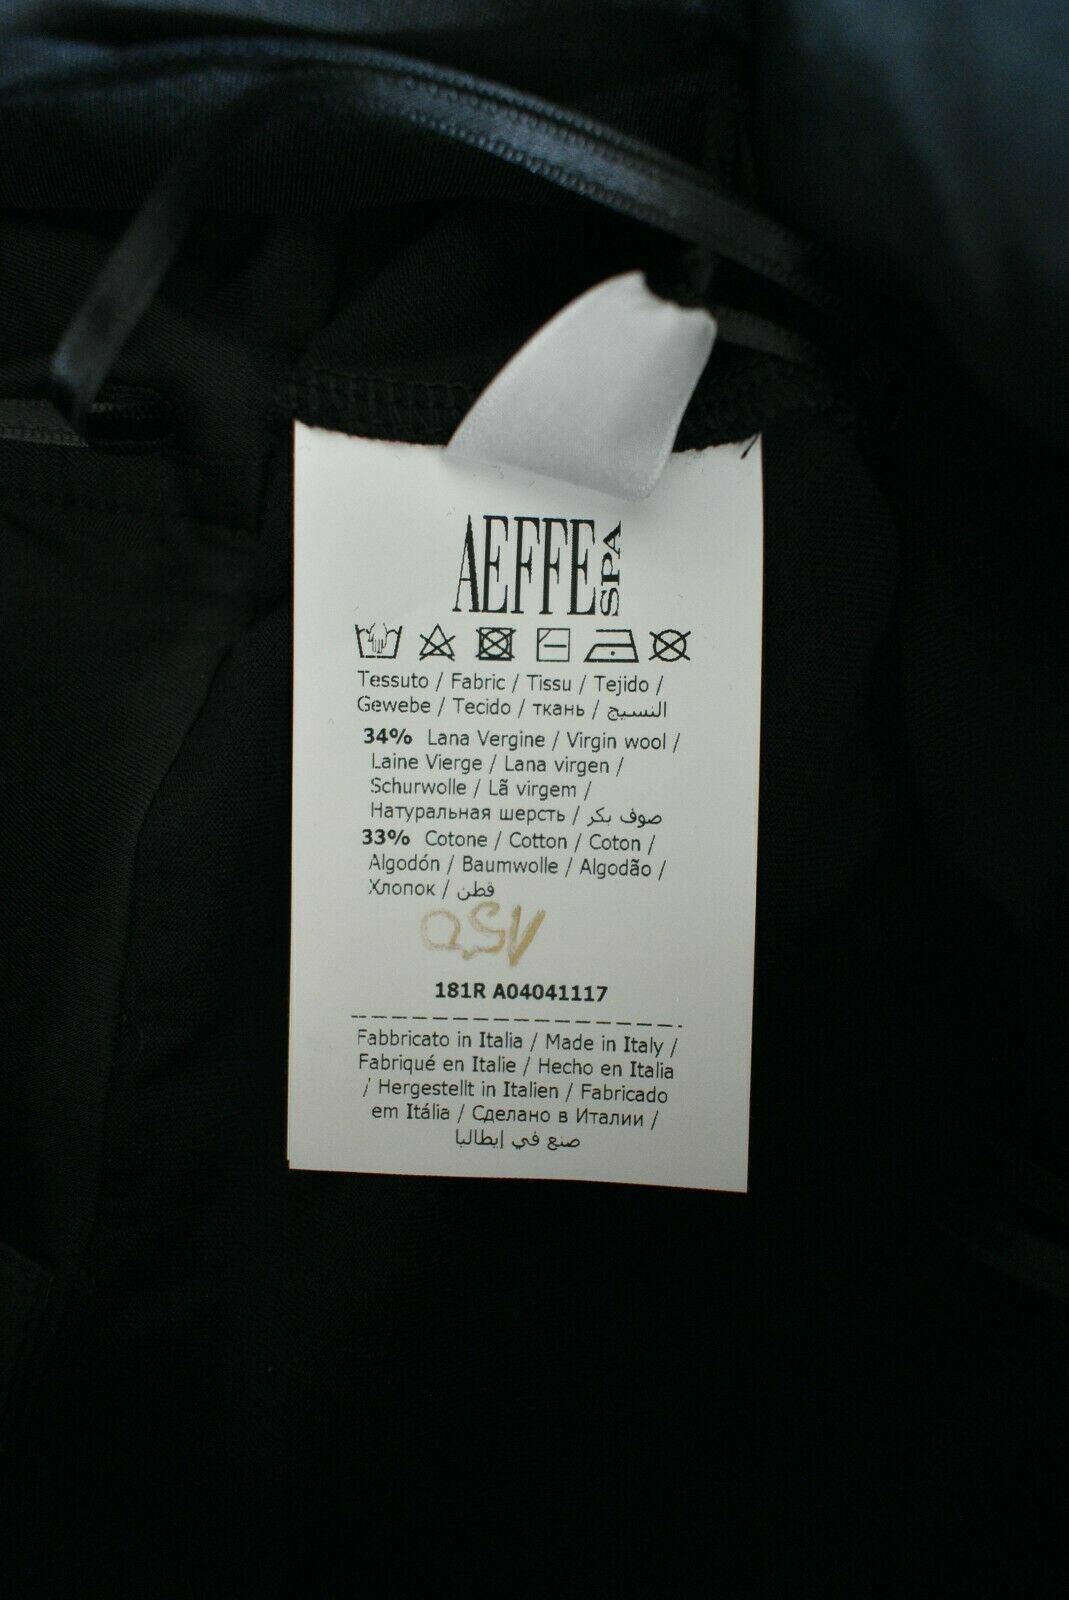 AEFFE SPA
Tessuto / Fabric / Tissu / Tejido /
Gewebe / Tecido / ткань / النسيج
34% Lana Vergine / Virgin wool /
Laine Vierge / Lana virgen /
Schurwolle / Lã virgem /
Натуральная шерсть / صوف بكر
33% Cotone / Cotton / Coton /
Algodón / Baumwolle / Algodão /
Хлопок / قطن
181R A04041117
Fabbricato in Italia / Made in Italy /
Fabriqué en Italie / Hecho en Italia
/ Hergestellt in Italien / Fabricado
em Itália / Сделано в Италии /
صنع في إيطاليا